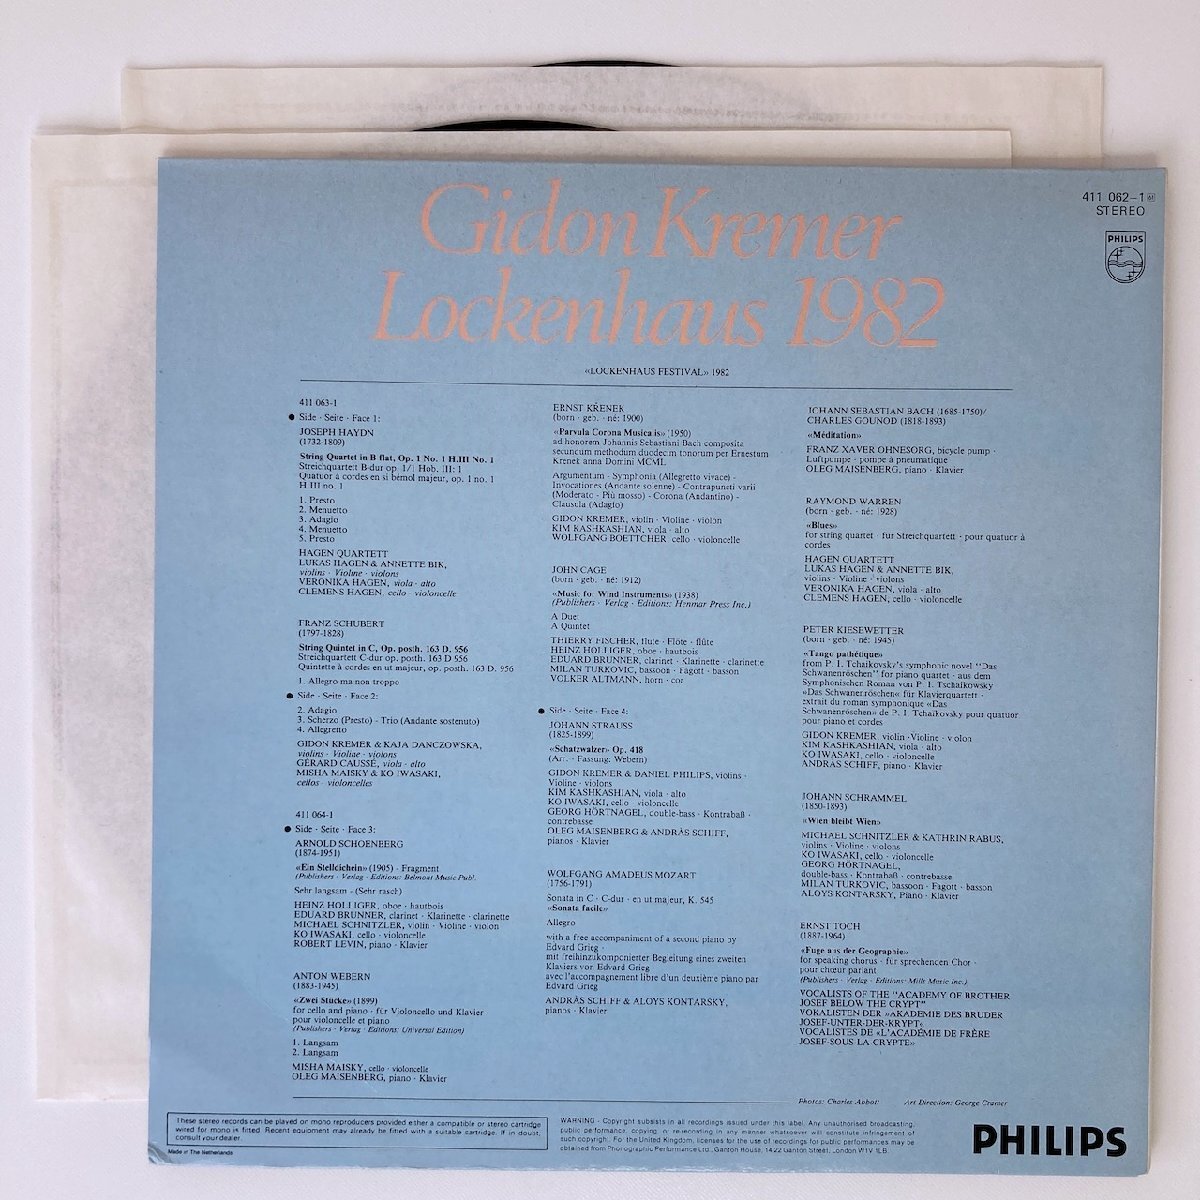 Gidon Kremer
Lockenhaus 1982
411 062-1
STEREO
PHILIPS
«LOCKENHAUS FESTIVAL» 1982
411 063-1
● Side · Seite · Face 1:
JOSEPH HAYDN
(1732-1809)
String Quartet in B flat, Op. 1 No. 1 H.III No. 1
Streichquartett B-dur op. 1/1 Hob. III: 1
Quatuor à cordes en si bémol majeur, op. 1 no. 1
H.III no. 1
1. Presto
2. Menuetto
3. Adagio
4. Menuetto
5. Presto
HAGEN QUARTETT
LUKAS HAGEN & ANNETTE BIK,
violins · Violine · violons
VERONIKA HAGEN, viola · alto
CLEMENS HAGEN, cello · violoncelle
FRANZ SCHUBERT
(1797-1828)
String Quintet in C, Op. posth. 163 D. 956
Streichquartett C-dur op. posth. 163 D 956
Quintette à cordes en ut majeur, op. posth. 163 D. 956
1. Allegro ma non troppo
● Side · Seite · Face 2:
2. Adagio
3. Scherzo (Presto) - Trio (Andante sostenuto)
4. Allegretto
GIDON KREMER & KAJA DANCZOWSKA,
violins · Violine · violons
GÉRARD CAUSSÉ, viola · alto
MISHA MAISKY & KO IWASAKI,
cellos · violoncelles
411 064-1
● Side · Seite · Face 3:
ARNOLD SCHOENBERG
(1874-1951)
«Ein Stelldichein» (1905) · Fragment
(Publishers · Verlag · Editions: Belmont Music Publ.
Sehr langsam - (Sehr rasch)
HEINZ HOLLIGER, oboe · hautbois
EDUARD BRUNNER, clarinet · Klarinette · clarinette
MICHAEL SCHNITZLER, violin · Violine · violon
KO IWASAKI, cello · violoncelle
ROBERT LEVIN, piano · Klavier
ANTON WEBERN
(1883-1945)
«Zwei Stücke» (1899)
for cello and piano · für Violoncello und Klavier
pour violoncelle et piano
(Publishers · Verlag · Editions: Universal Edition)
1. Langsam
2. Langsam
MISHA MAISKY, cello · violoncelle
OLEG MAISENBERG, piano · Klavier
ERNST KŘENEK
(born · geb. · né: 1900)
«Parvula Corona Musicalis» (1950)
ad honorem Johannis Sebastiani Bach composita
secuncum methodum duodecim tonorum per Ernestum
Krenek anna Domini MCML
Argumentum - Symphonia (Allegretto vivace) -
Invocationes (Andante solenne) - Contrapuncti varii
(Moderato - Più mosso) - Corona (Andantino) -
Clausula (Adagio)
GIDON KREMER, violin · Violine · violon
KIM KASHKASHIAN, viola · alto
WOLFGANG BOETTCHER, cello · violoncelle
JOHN CAGE
(born · geb. · né: 1912)
«Music for Wind Instruments» (1938)
(Publishers · Verlag · Editions: Henmar Press Inc.)
A Due:
A Quintet
THIERRY FISCHER, flute · Flöte · flûte
HEINZ HOLLIGER, oboe · hautbois
EDUARD BRUNNER, clarinet · Klarinette · clarinette
MILAN TURKOVIC, bassoon · Fagott · basson
VOLKER ALTMANN, horn · cor
● Side · Seite · Face 4:
JOHANN STRAUSS
(1825-1899)
«Schatzwalzer» Op. 418
(Arr. · Fassung: Webern)
GIDON KREMER & DANIEL PHILIPS, violins ·
Violine · violons
KIM KASHKASHIAN, viola · alto
KO IWASAKI, cello · violoncelle
GEORG HÖRTNAGEL, double-bass · Kontrabaß ·
contrebasse
OLEG MAISENBERG & ANDRÁS SCHIFF,
pianos · Klavier
WOLFGANG AMADEUS MOZART
(1756-1791)
Sonata in C · C-dur · en ut majeur, K. 545
«Sonata facile»
Allegro
with a free accompaniment of a second piano by
Edvard Grieg ·
mit freihinzukomponierter Begleitung eines zweiten
Klaviers vor Edvard Grieg
avec l'accompagnement libre d'un deuxième piano par
Edvard Grieg
ANDRÁS SCHIFF & ALOYS KONTARSKY,
pianos · Klavier
JOHANN SEBASTIAN BACH (1685-1750)/
CHARLES GOUNOD (1818-1893)
«Méditation»
FRANZ XAVER OHNESORG, bicycle pump ·
Luftpumpe · pompe à pneumatique
OLEG MAISENBERG, piano · Klavier
RAYMOND WARREN
(born · geb. · né: 1928)
«Blues»
for string quartet · für Streichquartett · pour quatuor à
cordes
HAGEN QUARTETT
LUKAS HAGEN & ANNETTE BIK,
violins · Violine · violons
VERONIKA HAGEN, viola · alto
CLEMENS HAGEN, cello · violoncelle
PETER KIESEWETTER
(born · geb. · né: 1945)
«Tango pathétique»
from P. I. Tchaikovsky's symphonic novel "Das
Schwanenröschen" for piano quartet · aus dem
Symphonischen Roman von P. I. Tschaikowsky
»Das Schwanenröschen« für Klavierquartett ·
extrait du roman symphonique «Das
Schwanenröschen» de P. I. Tchaikovsky pour quatuor
pour piano et cordes
GIDON KREMER violin · Violine · violon
KIM KASHKASHIAN, viola · alto
KO IWASAKI, cello · violoncelle
ANDRÁS SCHIFF, piano · Klavier
JOHANN SCHRAMMEL
(1850-1893)
«Wien bleibt Wien»
MICHAEL SCHNITZLER & KATHRIN RABUS,
violins · Violine · violons
KO IWASAKI, cello · violoncelle
GEORG HÖRTNAGEL,
double-bass · Kontrabaß · contrebasse
MILAN TURKOVIC, bassoon · Fagott · basson
ALOYS KONTARSKY, Piano · Klavier
ERNST TOCH
(1887-1964)
«Fuge aus der Geographie»
for speaking chorus · für sprechenden Chor ·
pour chœur parlant
(Publishers · Verlag · Editions: Mills Music Inc.)
VOCALISTS OF THE "ACADEMY OF BROTHER
JOSEF BELOW THE CRYPT"
VOKALISTEN DER »AKADEMIE DES BRUDER
JOSEF-UNTER-DER-KRYPT«
VOCALISTES DE «L'ACADÉMIE DE FRÈRE
JOSEF-SOUS LA CRYPTE»
Photos: Charles Abbott Art Direction: George Cramer
These stereo records can be played on mono reproducers provided either a compatible or stereo cartridge
wired for mono is fitted. Recent equipment may already be fitted with a suitable cartridge. If in doubt,
consult your dealer.
Made in The Netherlands
WARNING - Copyright subsists in all recordings issued under this label. Any unauthorised broadcasting,
public performance, copying or re-recording in any manner whatsoever will constitute infringement of
such copyright. For the United Kingdom, licenses for the use of recordings for public performances may be
obtained from Phonographic Performance Ltd., Ganton House, 14-22 Ganton Street, London W1V 1LB.
PHILIPS